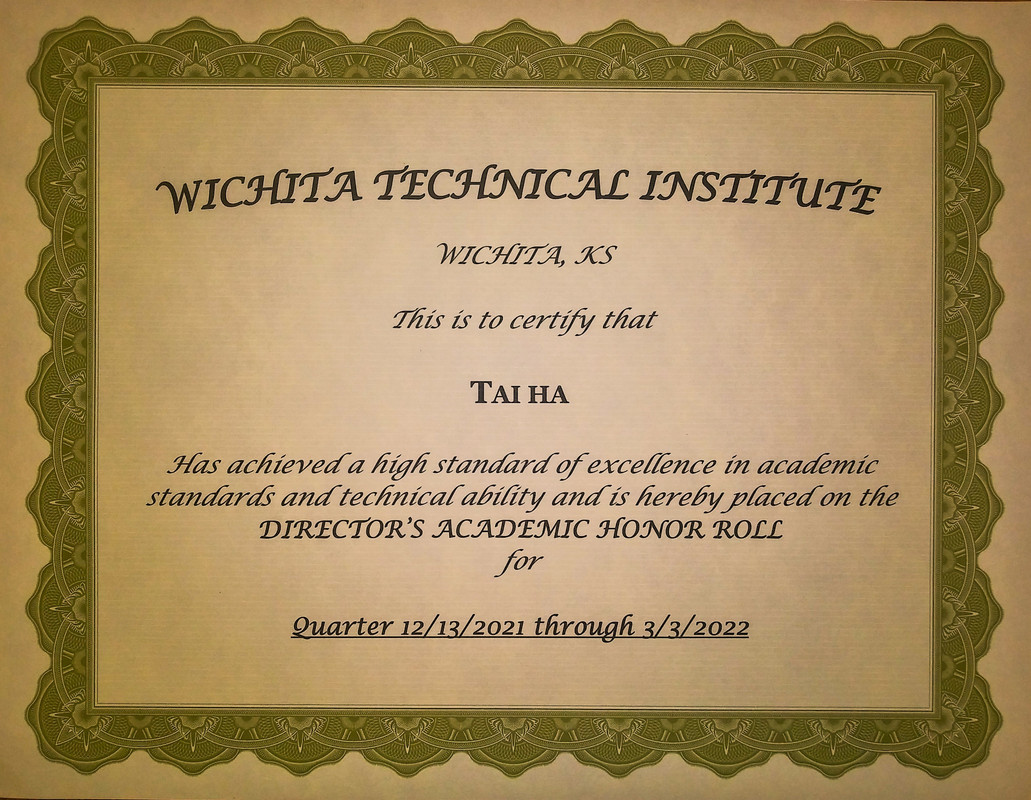 WICHITA TECHNICAL INSTITUTE
WICHITA, KS
This is to certify that
TAI HA
Has achieved a high standard of excellence in academic
standards and technical ability and is hereby placed on the
DIRECTOR'S ACADEMIC HONOR ROLL
for
Quarter 12/13/2021 through 3/3/2022